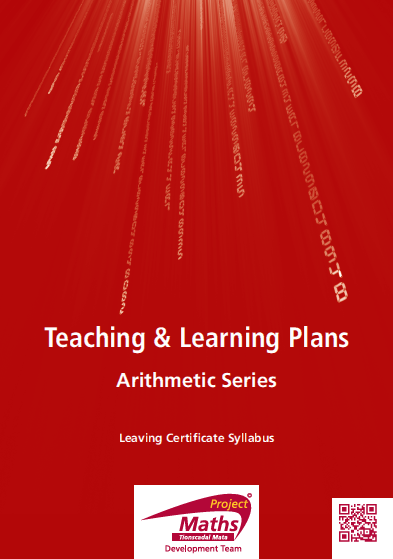 Teaching & Learning Plans
Arithmetic Series
Leaving Certificate Syllabus
Project
Maths
Tionscadal Mata
Development Team